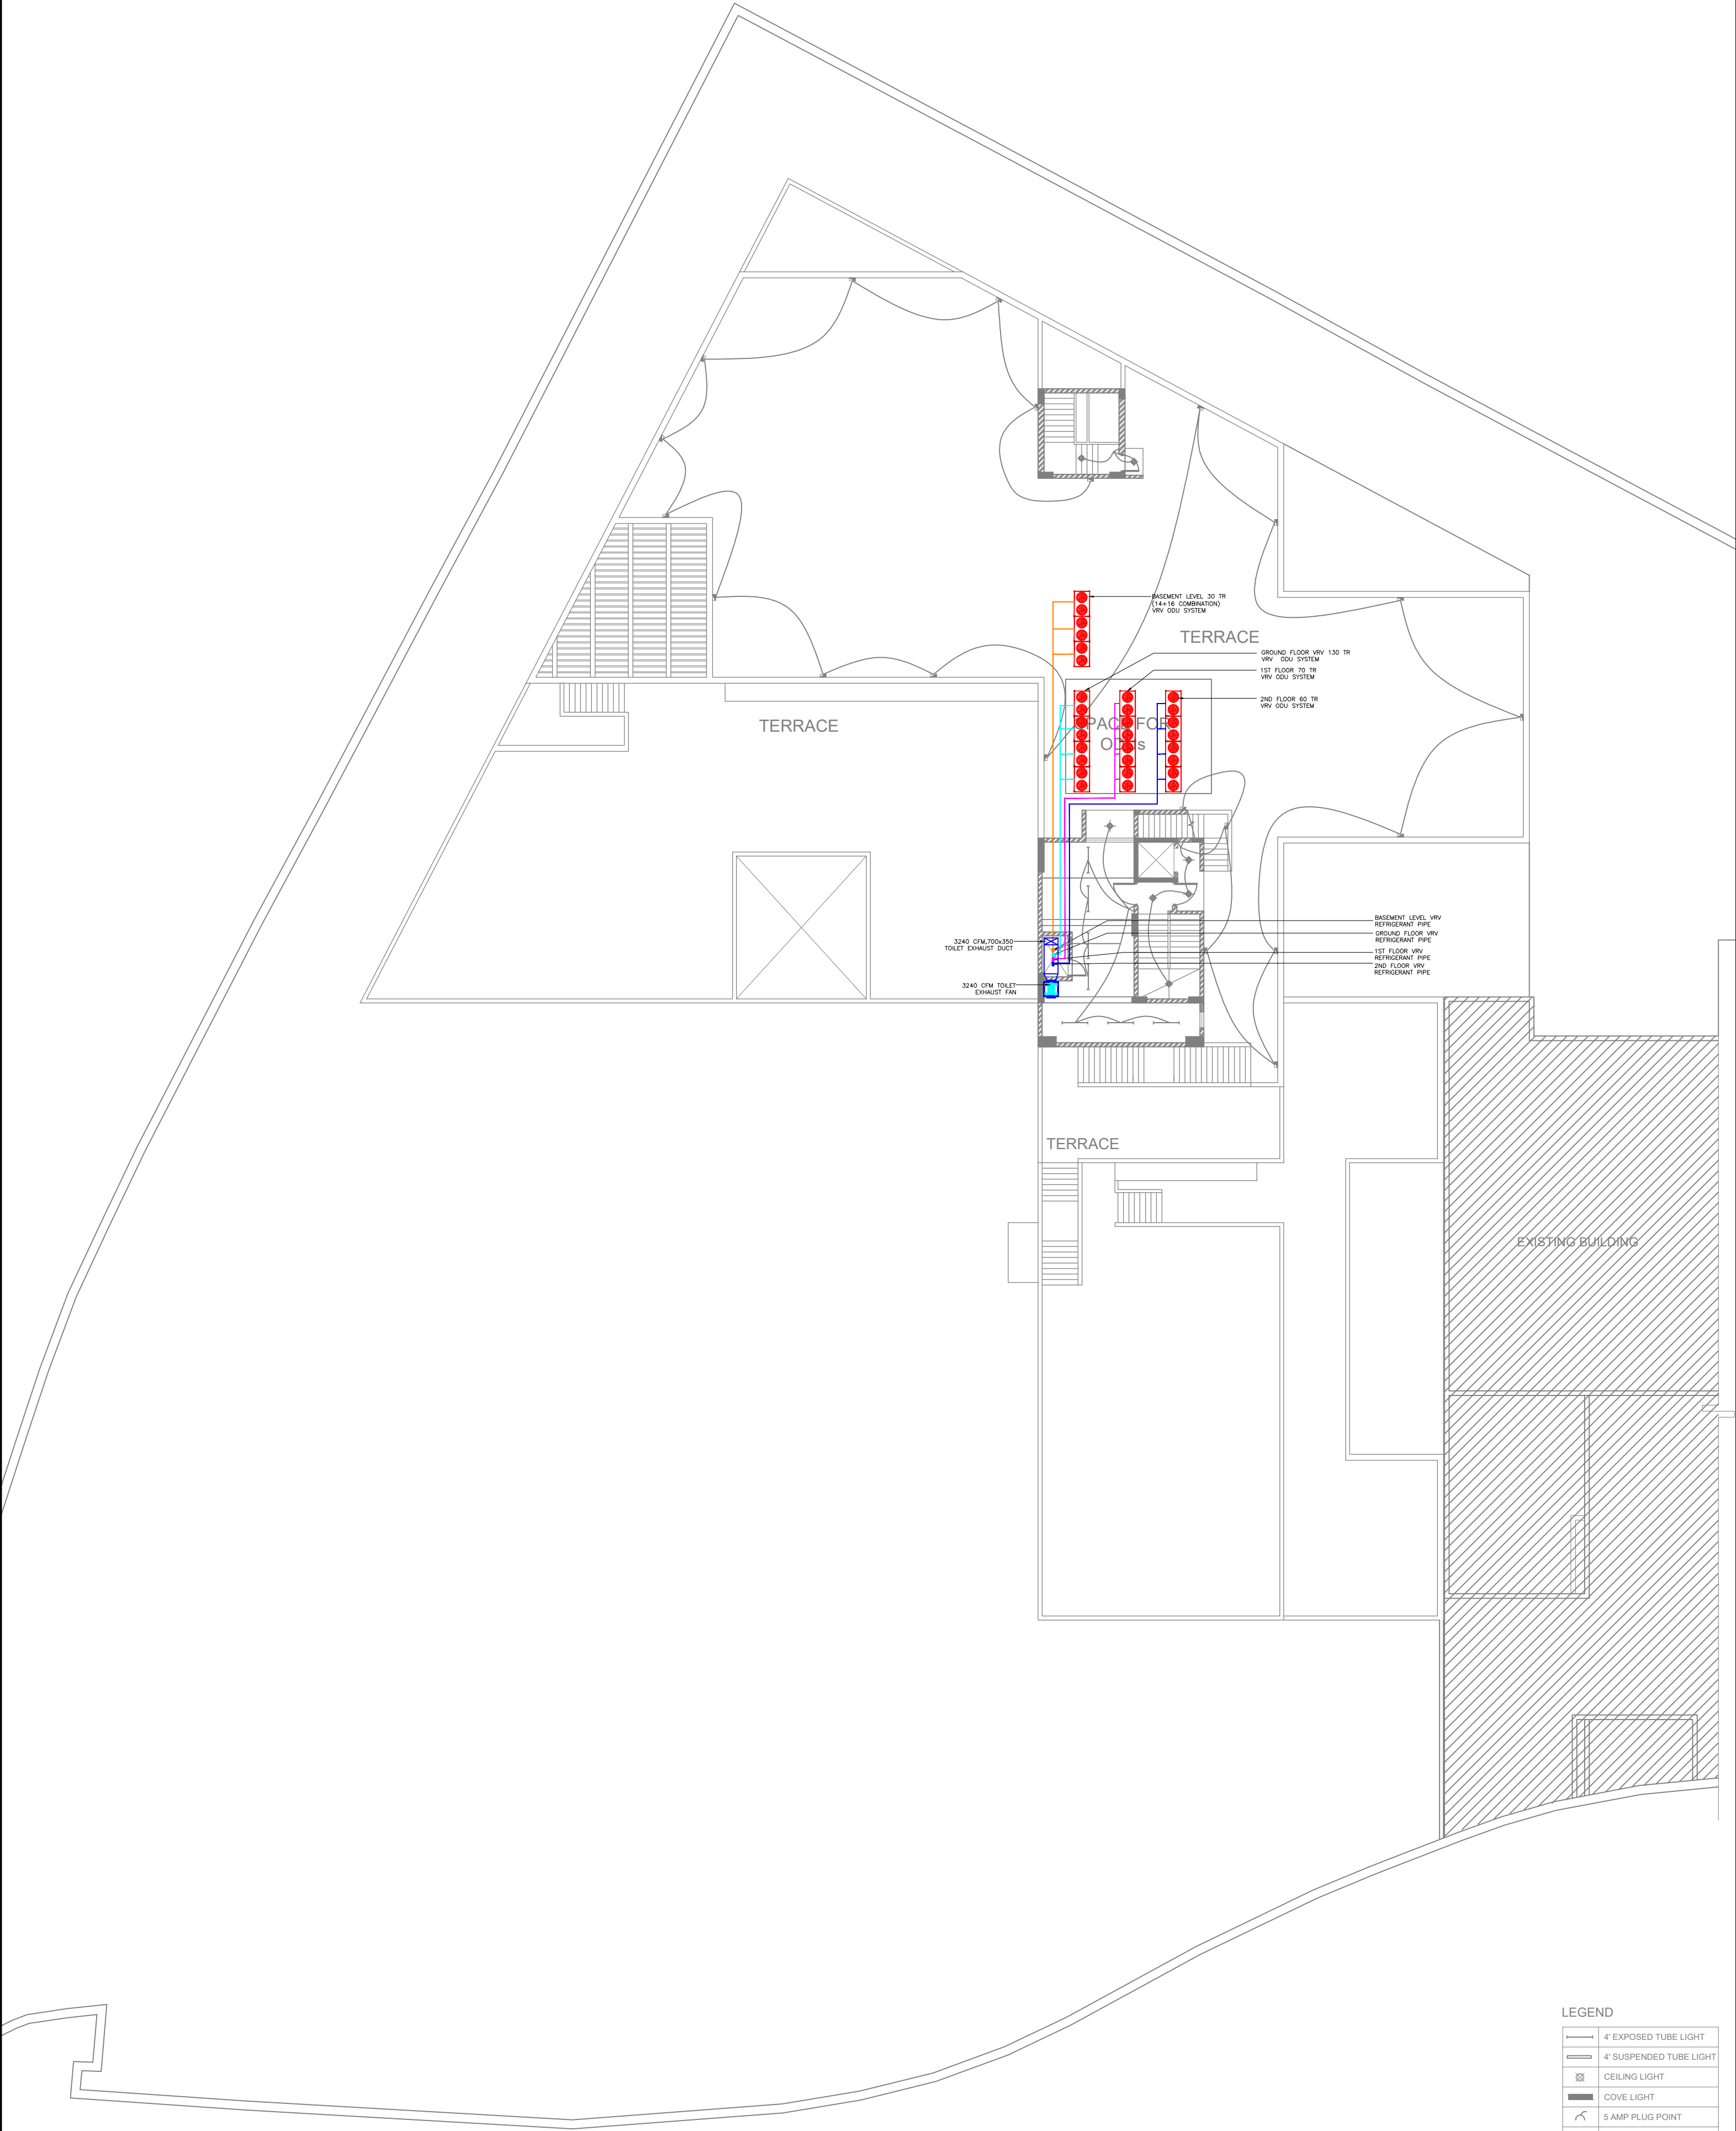 BASEMENT LEVEL 30 TR
(14+16 COMBINATION)
VRV ODU SYSTEM
TERRACE
GROUND FLOOR VRV 130 TR
VRV ODU SYSTEM
1ST FLOOR 70 TR
VRV ODU SYSTEM
2ND FLOOR 60 TR
VRV ODU SYSTEM
TERRACE
PACE FOR
ODUs
3240 CFM,700x350
TOILET EXHAUST DUCT
3240 CFM TOILET
EXHAUST FAN
BASEMENT LEVEL VRV
REFRIGERANT PIPE
GROUND FLOOR VRV
REFRIGERANT PIPE
1ST FLOOR VRV
REFRIGERANT PIPE
2ND FLOOR VRV
REFRIGERANT PIPE
TERRACE
EXISTING BUILDING
LEGEND
4' EXPOSED TUBE LIGHT
4' SUSPENDED TUBE LIGHT
CEILING LIGHT
COVE LIGHT
5 AMP PLUG POINT